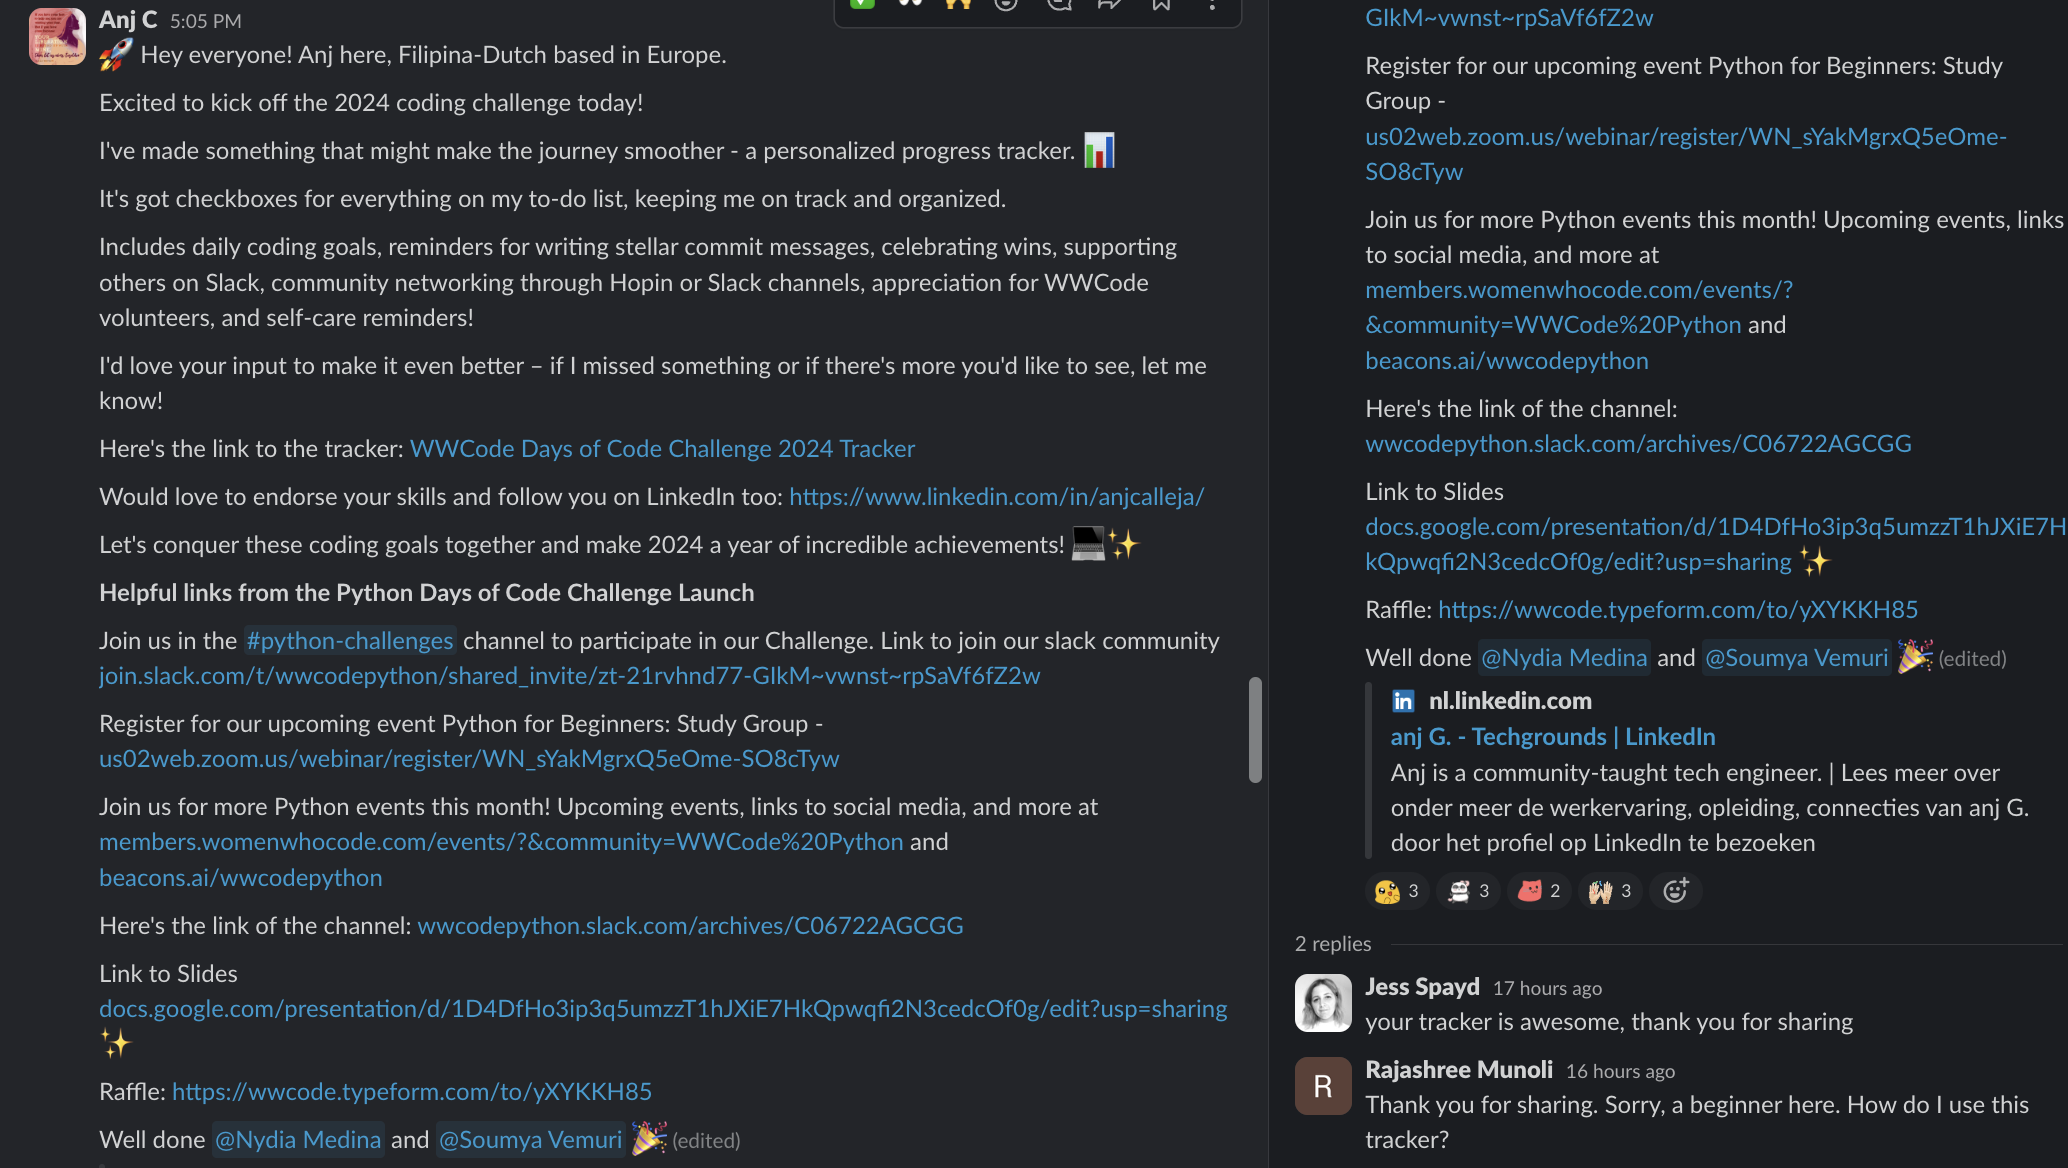 Anj C 5:05 PM
Hey everyone! Anj here, Filipina-Dutch based in Europe.
Excited to kick off the 2024 coding challenge today!
I've made something that might make the journey smoother - a personalized progress tracker.
It's got checkboxes for everything on my to-do list, keeping me on track and organized.
Includes daily coding goals, reminders for writing stellar commit messages, celebrating wins, supporting
others on Slack, community networking through Hopin or Slack channels, appreciation for WWCode
volunteers, and self-care reminders!
I'd love your input to make it even better – if I missed something or if there's more you'd like to see, let me
know!
Here's the link to the tracker: WWCode Days of Code Challenge 2024 Tracker
Would love to endorse your skills and follow you on LinkedIn too: https://www.linkedin.com/in/anjcalleja/
Let's conquer these coding goals together and make 2024 a year of incredible achievements!
Helpful links from the Python Days of Code Challenge Launch
Join us in the #python-challenges channel to participate in our Challenge. Link to join our slack community
join.slack.com/t/wwcodepython/shared_invite/zt-21rvhnd77-GlkM~vwnst~rpSaVf6fZ2w
Register for our upcoming event Python for Beginners: Study Group -
us02web.zoom.us/webinar/register/WN_sYakMgrxQ5eOme-SO8cTyw
Join us for more Python events this month! Upcoming events, links to social media, and more at
members.womenwhocode.com/events/?&community=WWCode%20Python and
beacons.ai/wwcodepython
Here's the link of the channel: wwcodepython.slack.com/archives/C06722AGCGG
Link to Slides
docs.google.com/presentation/d/1D4DfHo3ip3q5umzzT1hJXiE7HkQpwqfi2N3cedcOf0g/edit?usp=sharing
Raffle: https://wwcode.typeform.com/to/yXYKKH85
Well done @Nydia Medina and @Soumya Vemuri (edited)
GlkM~vwnst~rpSaVf6fZ2w
Register for our upcoming event Python for Beginners: Study
Group -
us02web.zoom.us/webinar/register/WN_sYakMgrxQ5eOme-
SO8cTyw
Join us for more Python events this month! Upcoming events, links
to social media, and more at
members.womenwhocode.com/events/?
&community=WWCode%20Python and
beacons.ai/wwcodepython
Here's the link of the channel:
wwcodepython.slack.com/archives/C06722AGCGG
Link to Slides
docs.google.com/presentation/d/1D4DfHo3ip3q5umzzT1hJXiE7H
kQpwqfi2N3cedcOf0g/edit?usp=sharing
Raffle: https://wwcode.typeform.com/to/yXYKKH85
Well done @Nydia Medina and @Soumya Vemuri (edited)
in nl.linkedin.com
anj G. - Techgrounds | LinkedIn
Anj is a community-taught tech engineer. | Lees meer over
onder meer de werkervaring, opleiding, connecties van anj G.
door het profiel op LinkedIn te bezoeken
3 3 2 3
2 replies
Jess Spayd 17 hours ago
your tracker is awesome, thank you for sharing
R
Rajashree Munoli 16 hours ago
Thank you for sharing. Sorry, a beginner here. How do I use this
tracker?